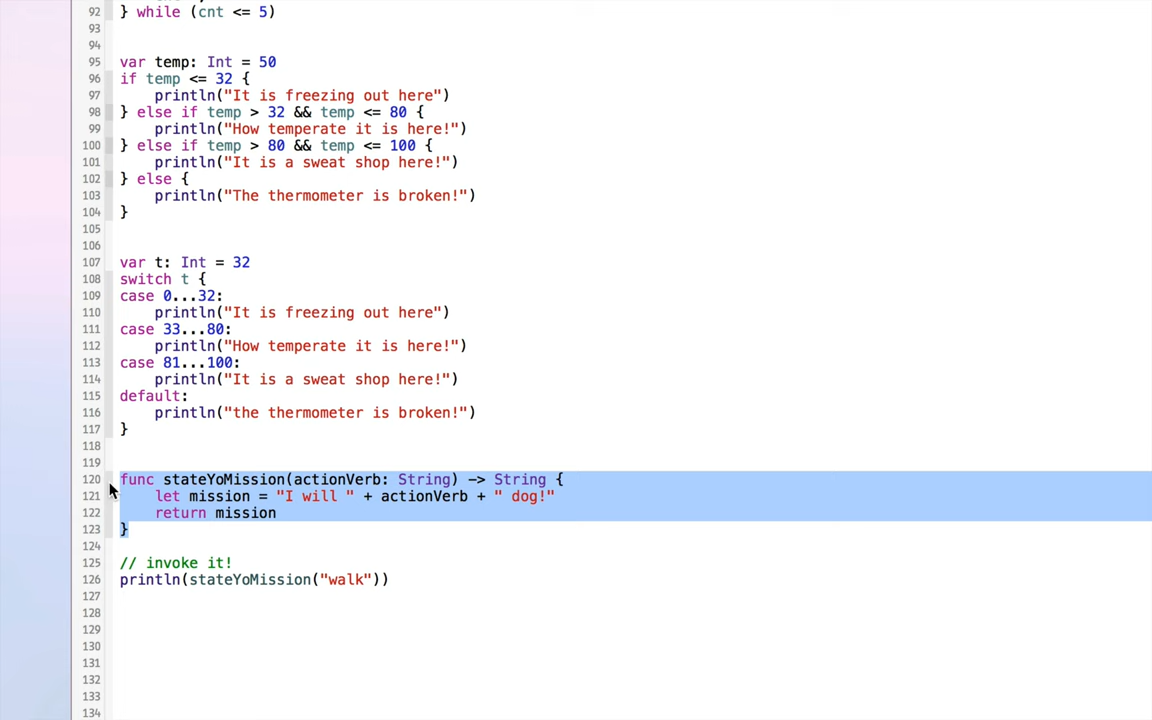 92 } while (cnt <= 5)
93
94
95 var temp: Int = 50
96 if temp <= 32 {
97     println("It is freezing out here")
98 } else if temp > 32 && temp <= 80 {
99     println("How temperate it is here!")
100 } else if temp > 80 && temp <= 100 {
101     println("It is a sweat shop here!")
102 } else {
103     println("The thermometer is broken!")
104 }
105
106
107 var t: Int = 32
108 switch t {
109 case 0...32:
110     println("It is freezing out here")
111 case 33...80:
112     println("How temperate it is here!")
113 case 81...100:
114     println("It is a sweat shop here!")
115 default:
116     println("the thermometer is broken!")
117 }
118
119
120 func stateYoMission(actionVerb: String) -> String {
121     let mission = "I will " + actionVerb + " dog!"
122     return mission
123 }
124
125 // invoke it!
126 println(stateYoMission("walk"))
127
128
129
130
131
132
133
134